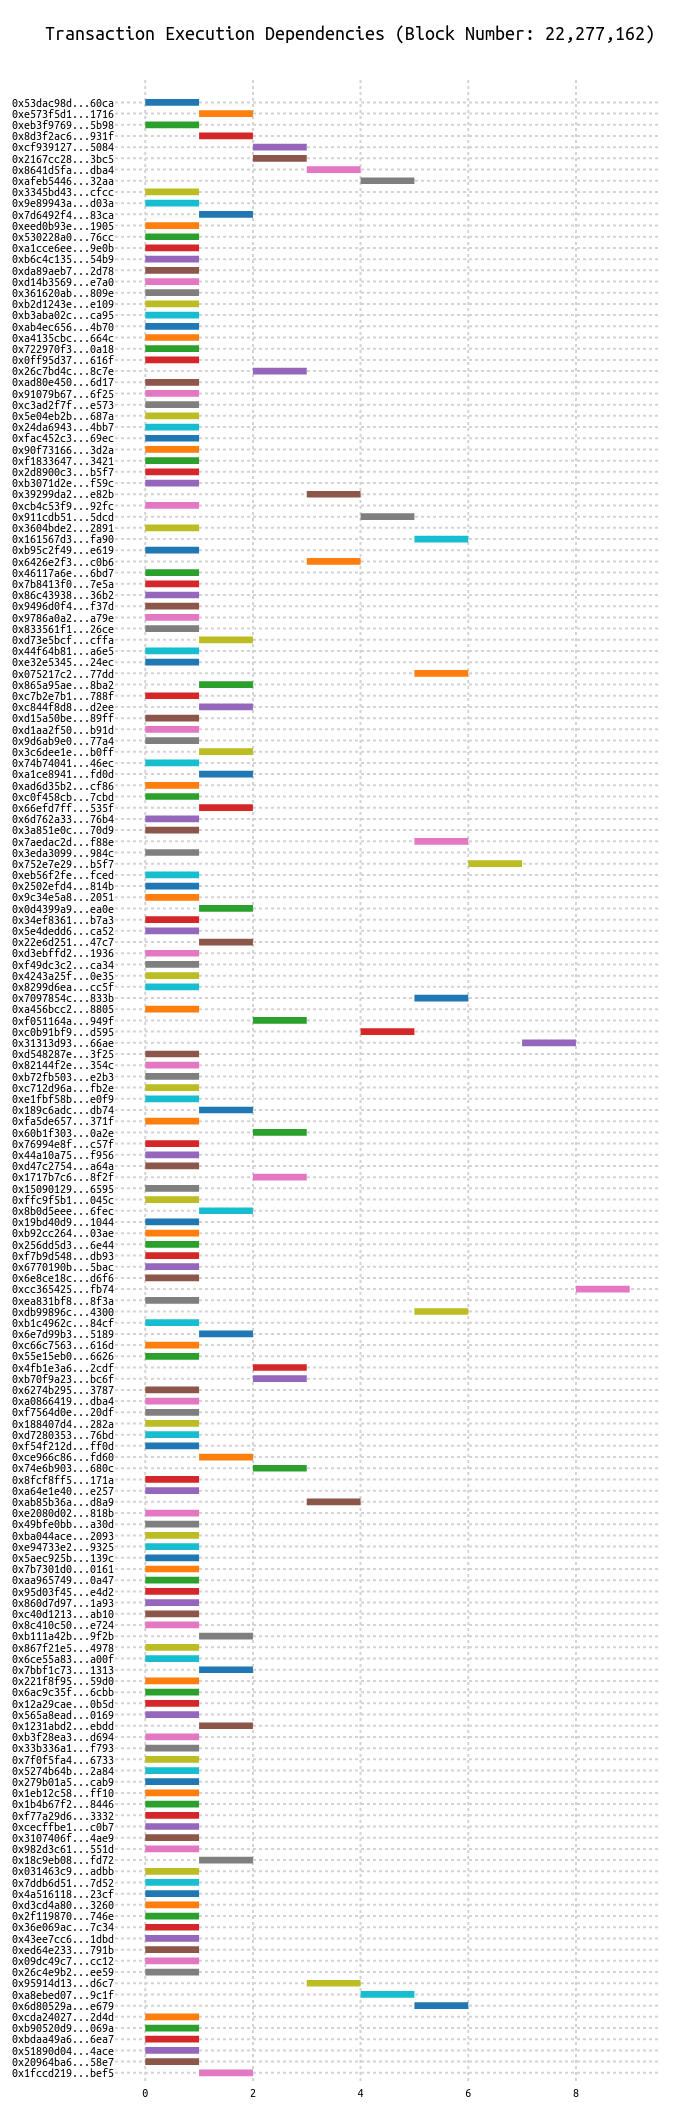 Transaction Execution Dependencies (Block Number: 22,277,162)
0x53dac98d...60ca
0xe573f5d1...1716
0xeb3f9769...5b98
0x8d3f2ac6...931f
0xcf939127...5084
0x2167cc28...3bc5
0x8641d5fa...dba4
0xafeb5446...32aa
0x3345bd43...cfcc
0x9e89943a...d03a
0x7d6492f4...83ca
0xeed0b93e...1905
0x530228a0...76cc
0xa1cce6ee...9e0b
0xb6c4c135...54b9
0xda89aeb7...2d78
0xd14b3569...e7a0
0x361620ab...809e
0xb2d1243e...e109
0xb3aba02c...ca95
0xab4ec656...4b70
0xa4135cbc...664c
0x722970f3...0a18
0x0ff95d37...616f
0x26c7bd4c...8c7e
0xad80e450...6d17
0x91079b67...6f25
0xc3ad2f7f...e573
0x5e04eb2b...687a
0x24da6943...4bb7
0xfac452c3...69ec
0x90f73166...3d2a
0xf1833647...3421
0x2d8900c3...b5f7
0xb3071d2e...f59c
0x39299da2...e82b
0xcb4c53f9...92fc
0x911cdb51...5dcd
0x3604bde2...2891
0x161567d3...fa90
0xb95c2f49...e619
0x6426e2f3...c0b6
0x46117a6e...6bd7
0x7b8413f0...7e5a
0x86c43938...36b2
0x9496d0f4...f37d
0x9786a0a2...a79e
0x833561f1...26ce
0xd73e5bcf...cffa
0x44f64b81...a6e5
0xe32e5345...24ec
0x075217c2...77dd
0x865a95ae...8ba2
0xc7b2e7b1...788f
0xc844f8d8...d2ee
0xd15a50be...89ff
0xd1aa2f50...b91d
0x9d6ab9e0...77a4
0x3c6dee1e...b0ff
0x74b74041...46ec
0xa1ce8941...fd0d
0xad6d35b2...cf86
0xc0f458cb...7cbd
0x66efd7ff...535f
0x6d762a33...76b4
0x3a851e0c...70d9
0x7aedac2d...f88e
0x3eda3099...984c
0x752e7e29...b5f7
0xeb56f2fe...fced
0x2502efd4...814b
0x9c34e5a8...2051
0x0d4399a9...ea0e
0x34ef8361...b7a3
0x5e4dedd6...ca52
0x22e6d251...47c7
0xd3ebffd2...1936
0xf49dc3c2...ca34
0x4243a25f...0e35
0x8299d6ea...cc5f
0x7097854c...833b
0xa456bcc2...8805
0xf051164a...949f
0xc0b91bf9...d595
0x31313d93...66ae
0xd548287e...3f25
0x82144f2e...354c
0xb72fb503...e2b3
0xc712d96a...fb2e
0xe1fbf58b...e0f9
0x189c6adc...db74
0xfa5de657...371f
0x60b1f303...0a2e
0x76994e8f...c57f
0x44a10a75...f956
0xd47c2754...a64a
0x1717b7c6...8f2f
0x15090129...6595
0xffc9f5b1...045c
0x8b0d5eee...6fec
0x19bd40d9...1044
0xb92cc264...03ae
0x256dd5d3...6e44
0xf7b9d548...db93
0x6770190b...5bac
0x6e8ce18c...d6f6
0xcc365425...fb74
0xea831bf8...8f3a
0xdb99896c...4300
0xb1c4962c...84cf
0x6e7d99b3...5189
0xc66c7563...616d
0x55e15eb0...6626
0x4fb1e3a6...2cdf
0xb70f9a23...bc6f
0x6274b295...3787
0xa0866419...dba4
0xf7564d0e...20df
0x188407d4...282a
0xd7280353...76bd
0xf54f212d...ff0d
0xce966c86...fd60
0x74e6b903...680c
0x8fcf8ff5...171a
0xa64e1e40...e257
0xab85b36a...d8a9
0xe2080d02...818b
0x49bfe0bb...a30d
0xba044ace...2093
0xe94733e2...9325
0x5aec925b...139c
0x7b7301d0...0161
0xaa965749...0a47
0x95d03f45...e4d2
0x860d7d97...1a93
0xc40d1213...ab10
0x8c410c50...e724
0xb111a42b...9f2b
0x867f21e5...4978
0x6ce55a83...a00f
0x7bbf1c73...1313
0x221f8f95...59d0
0x6ac9c35f...6cbb
0x12a29cae...0b5d
0x565a8ead...0169
0x1231abd2...ebdd
0xb3f28ea3...d694
0x33b336a1...f793
0x7f0f5fa4...6733
0x5274b64b...2a84
0x279b01a5...cab9
0x1eb12c58...ff10
0x1b4b67f2...8446
0xf77a29d6...3332
0xcecffbe1...c0b7
0x3107406f...4ae9
0x982d3c61...551d
0x18c9eb08...fd72
0x031463c9...adbb
0x7ddb6d51...7d52
0x4a516118...23cf
0xd3cd4a80...3260
0x2f119870...746e
0x36e069ac...7c34
0x43ee7cc6...1dbd
0xed64e233...791b
0x09dc49c7...cc12
0x26c4e9b2...ee59
0x95914d13...d6c7
0xa8ebed07...9c1f
0x6d80529a...e679
0xcda24027...2d4d
0xb90520d9...069a
0xbdaa49a6...6ea7
0x51890d04...4ace
0x20964ba6...58e7
0x1fccd219...bef5
0 2 4 6 8